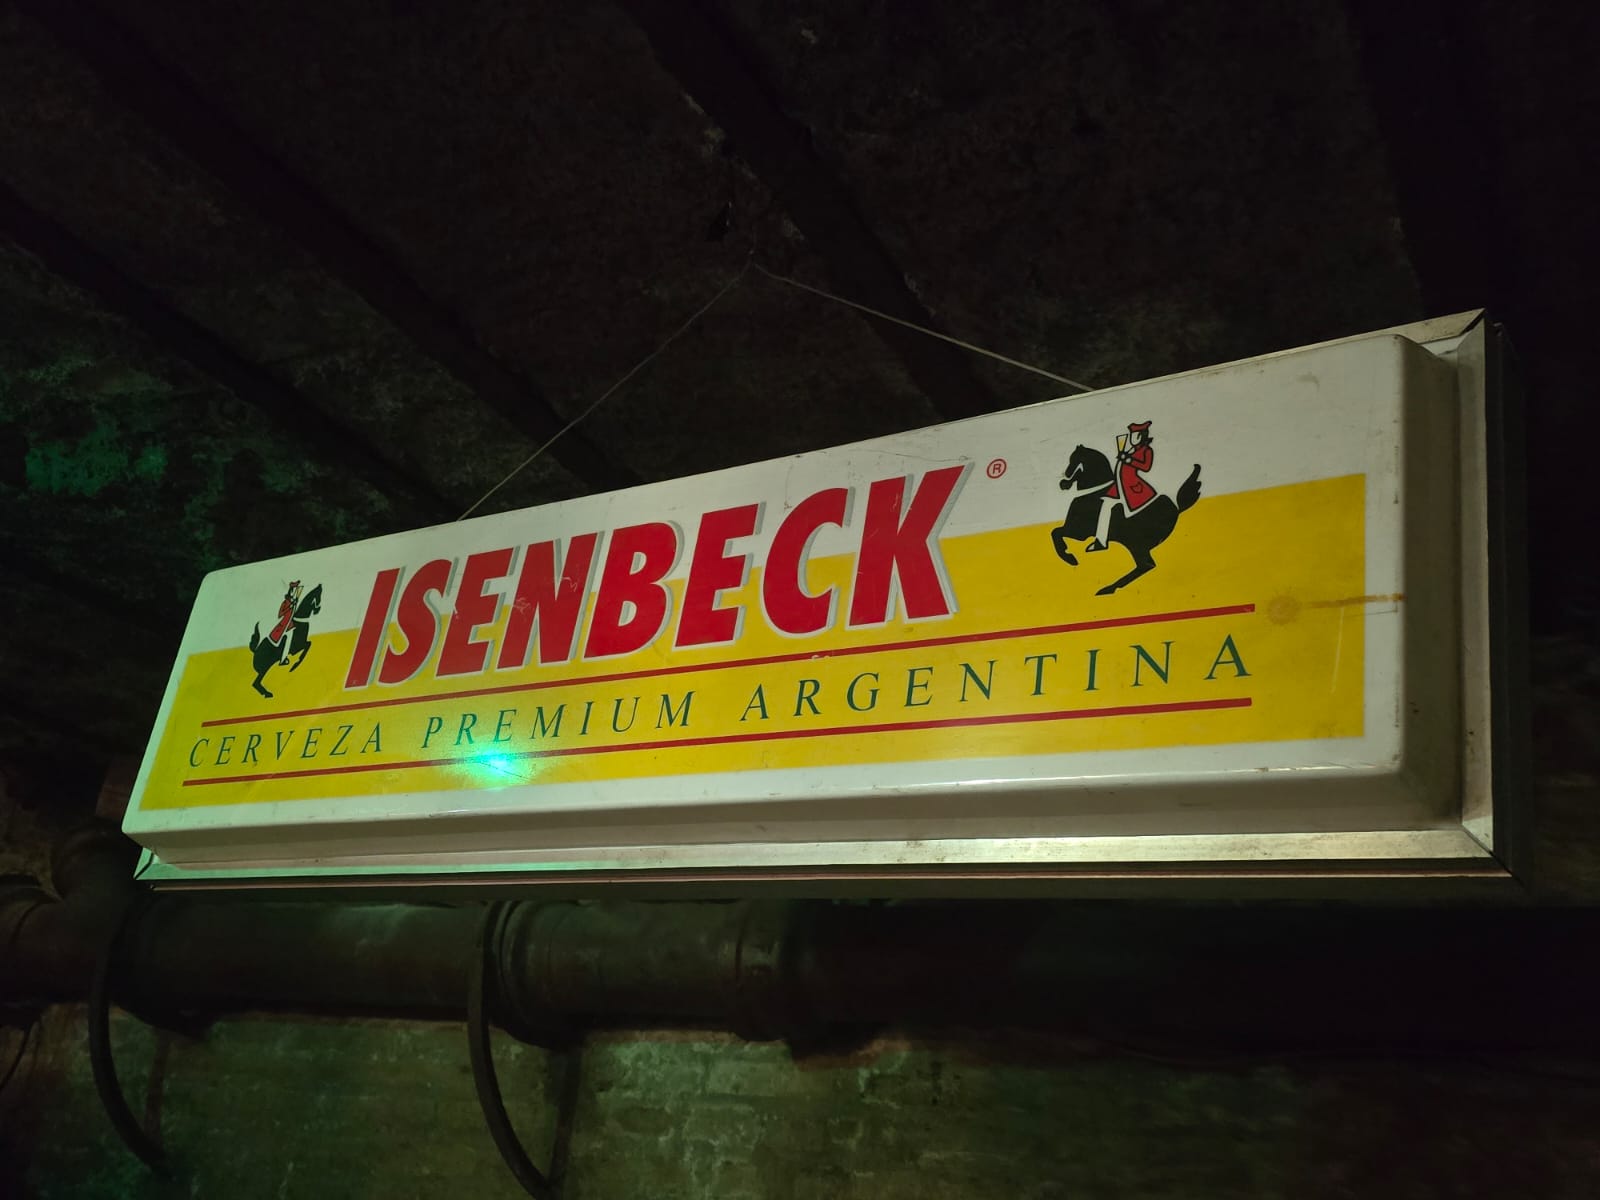 ISENBECK ®
CERVEZA PREMIUM ARGENTINA